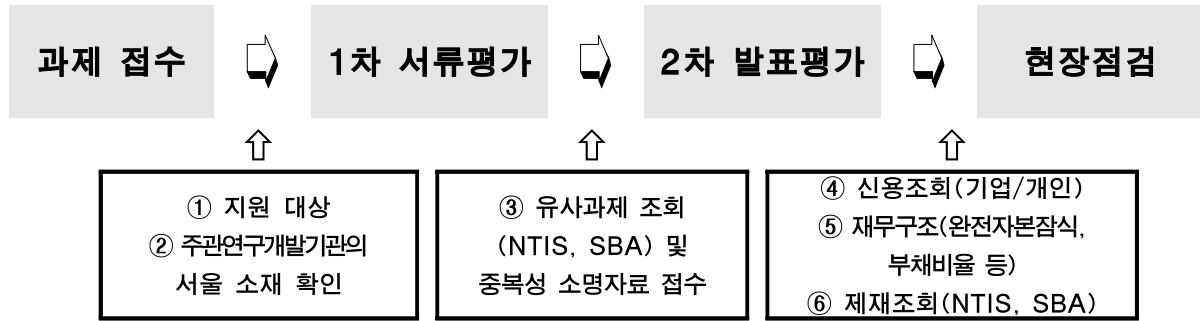 과제 접수
1차 서류평가
2차 발표평가
현장점검
① 지원 대상
② 주관연구개발기관의
서울 소재 확인
③ 유사과제 조회
(NTIS, SBA) 및
중복성 소명자료 접수
④ 신용조회(기업/개인)
⑤ 재무구조(완전자본잠식,
부채비율 등)
⑥ 제재조회(NTIS, SBA)